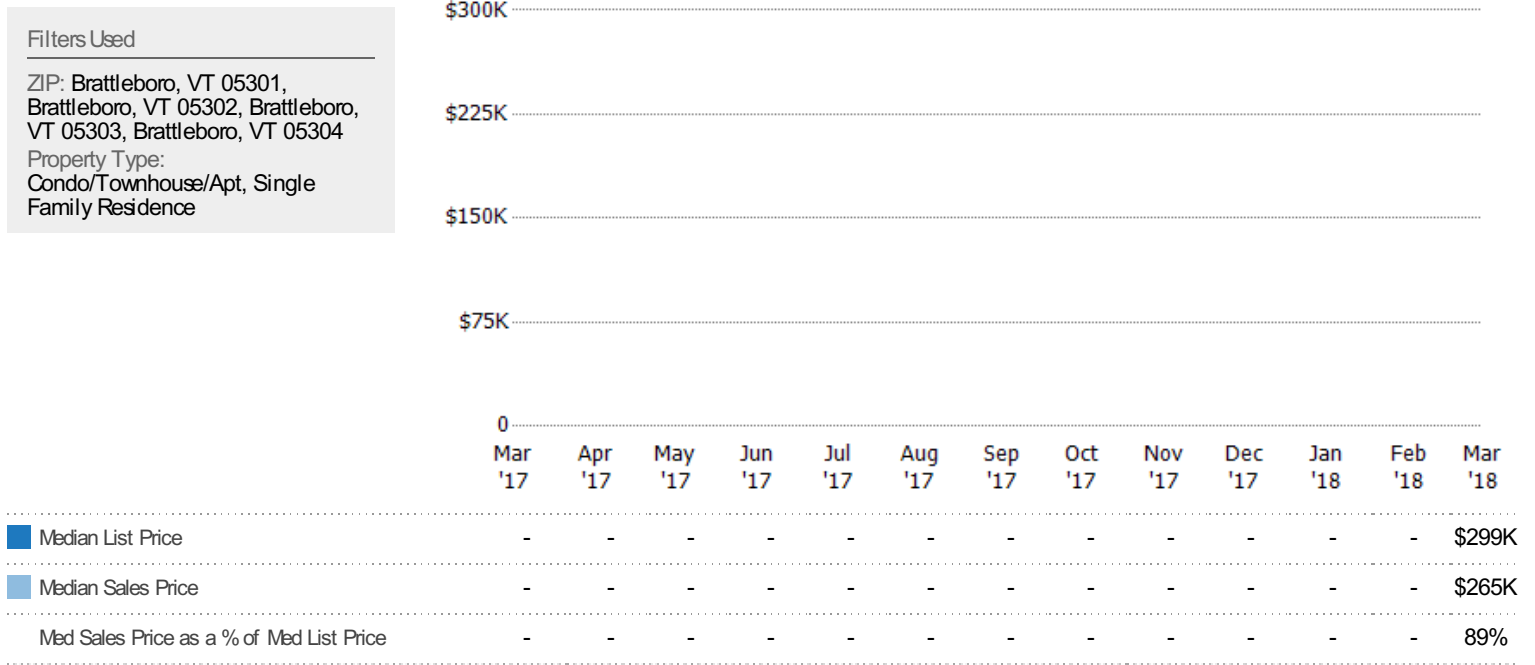 Filters Used
ZIP: Brattleboro, VT 05301,
Brattleboro, VT 05302, Brattleboro,
VT 05303, Brattleboro, VT 05304
Property Type:
Condo/Townhouse/Apt, Single
Family Residence
$300K
$225K
$150K
$75K
0
Mar '17 Apr '17 May '17 Jun '17 Jul '17 Aug '17 Sep '17 Oct '17 Nov '17 Dec '17 Jan '18 Feb '18 Mar '18
Median List Price - - - - - - - - - - - - $299K
Median Sales Price - - - - - - - - - - - - $265K
Med Sales Price as a % of Med List Price - - - - - - - - - - - - 89%